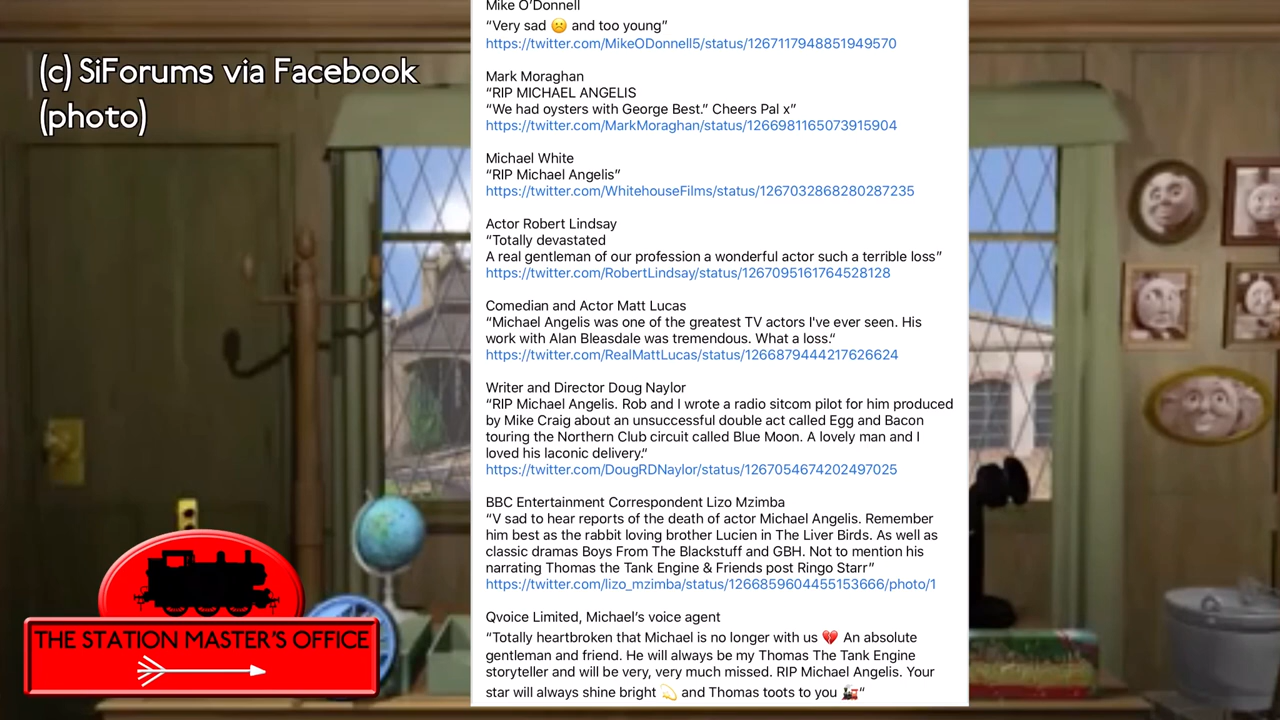 (c) SiForums via Facebook
(photo)
Mike O’Donnell
“Very sad ☹️ and too young”
https://twitter.com/MikeODonnell5/status/1267117948851949570
Mark Moraghan
“RIP MICHAEL ANGELIS
“We had oysters with George Best.” Cheers Pal x”
https://twitter.com/MarkMoraghan/status/1266981165073915904
Michael White
“RIP Michael Angelis”
https://twitter.com/WhitehouseFilms/status/1267032868280287235
Actor Robert Lindsay
“Totally devastated
A real gentleman of our profession a wonderful actor such a terrible loss”
https://twitter.com/RobertLindsay/status/1267095161764528128
Comedian and Actor Matt Lucas
“Michael Angelis was one of the greatest TV actors I've ever seen. His
work with Alan Bleasdale was tremendous. What a loss.“
https://twitter.com/RealMattLucas/status/1266879444217626624
Writer and Director Doug Naylor
“RIP Michael Angelis. Rob and I wrote a radio sitcom pilot for him produced
by Mike Craig about an unsuccessful double act called Egg and Bacon
touring the Northern Club circuit called Blue Moon. A lovely man and I
loved his laconic delivery.“
https://twitter.com/DougRDNaylor/status/1267054674202497025
BBC Entertainment Correspondent Lizo Mzimba
“V sad to hear reports of the death of actor Michael Angelis. Remember
him best as the rabbit loving brother Lucien in The Liver Birds. As well as
classic dramas Boys From The Blackstuff and GBH. Not to mention his
narrating Thomas the Tank Engine & Friends post Ringo Starr”
https://twitter.com/lizo_mzimba/status/1266859604455153666/photo/1
Qvoice Limited, Michael’s voice agent
“Totally heartbroken that Michael is no longer with us 💔 An absolute
gentleman and friend. He will always be my Thomas The Tank Engine
storyteller and will be very, very much missed. RIP Michael Angelis. Your
star will always shine bright 💫 and Thomas toots to you 🚂“
THE STATION MASTER'S OFFICE